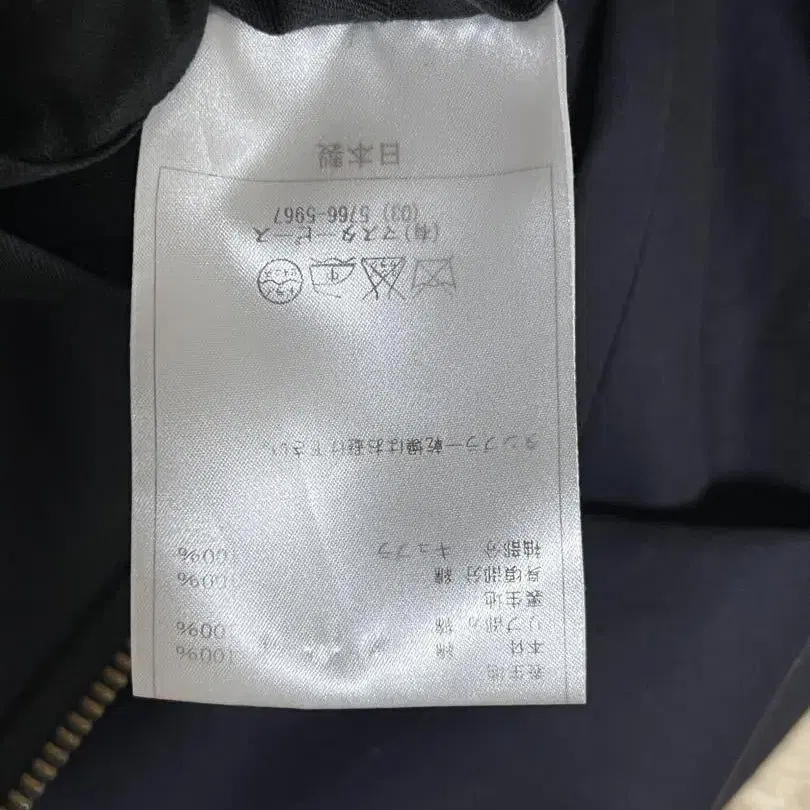 表生地
本体 綿 100%
リブ部分 綿 100%
裏生地
身頃部分 綿 100%
袖部分 キュプラ 100%
タンブラー乾燥はお避け下さい。
(有)マスターピース
(03) 5766-5967
日本製